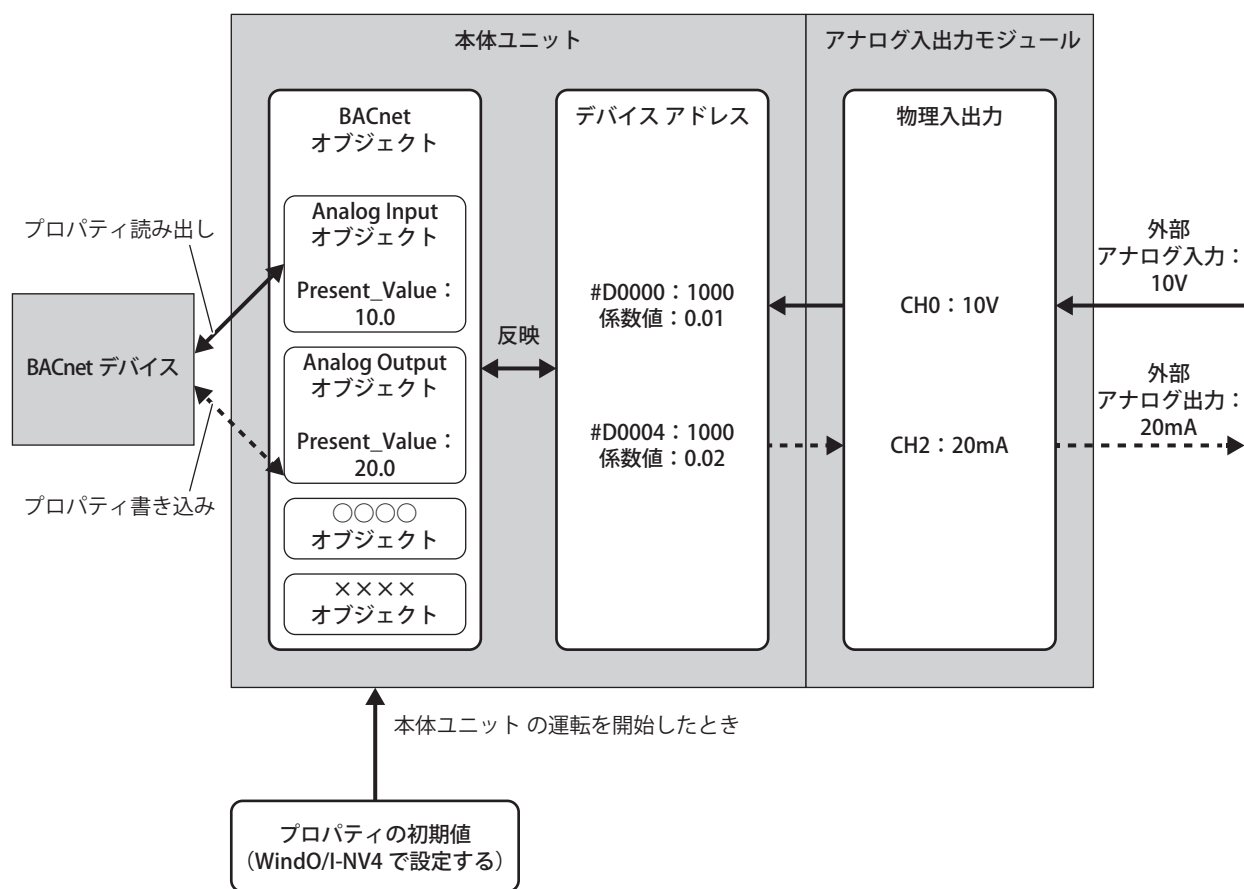 本体ユニット
アナログ入出力モジュール
BACnet
オブジェクト
デバイス アドレス
物理入出力
プロパティ読み出し
Analog Input
オブジェクト
Present_Value：
10.0
#D0000：1000
係数値：0.01
CH0：10V
外部
アナログ入力：
10V
BACnet デバイス
反映
Analog Output
オブジェクト
Present_Value：
20.0
#D0004：1000
係数値：0.02
CH2：20mA
外部
アナログ出力：
20mA
プロパティ書き込み
○○○○
オブジェクト
××××
オブジェクト
本体ユニット の運転を開始したとき
プロパティの初期値
（WindO/I-NV4 で設定する）